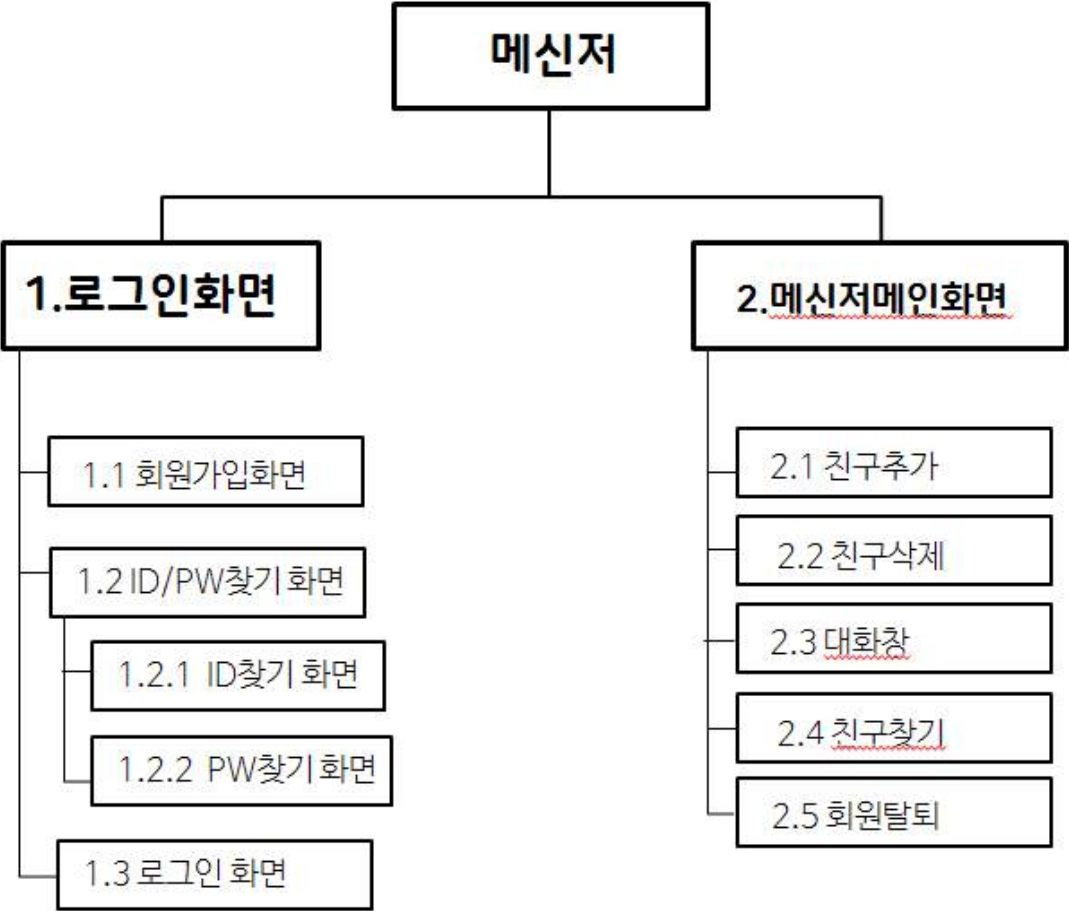 메신저
1.로그인화면
1.1 회원가입화면
1.2 ID/PW찾기 화면
1.2.1 ID찾기 화면
1.2.2 PW찾기 화면
1.3 로그인 화면
2.메신저메인화면
2.1 친구추가
2.2 친구삭제
2.3 대화창
2.4 친구찾기
2.5 회원탈퇴